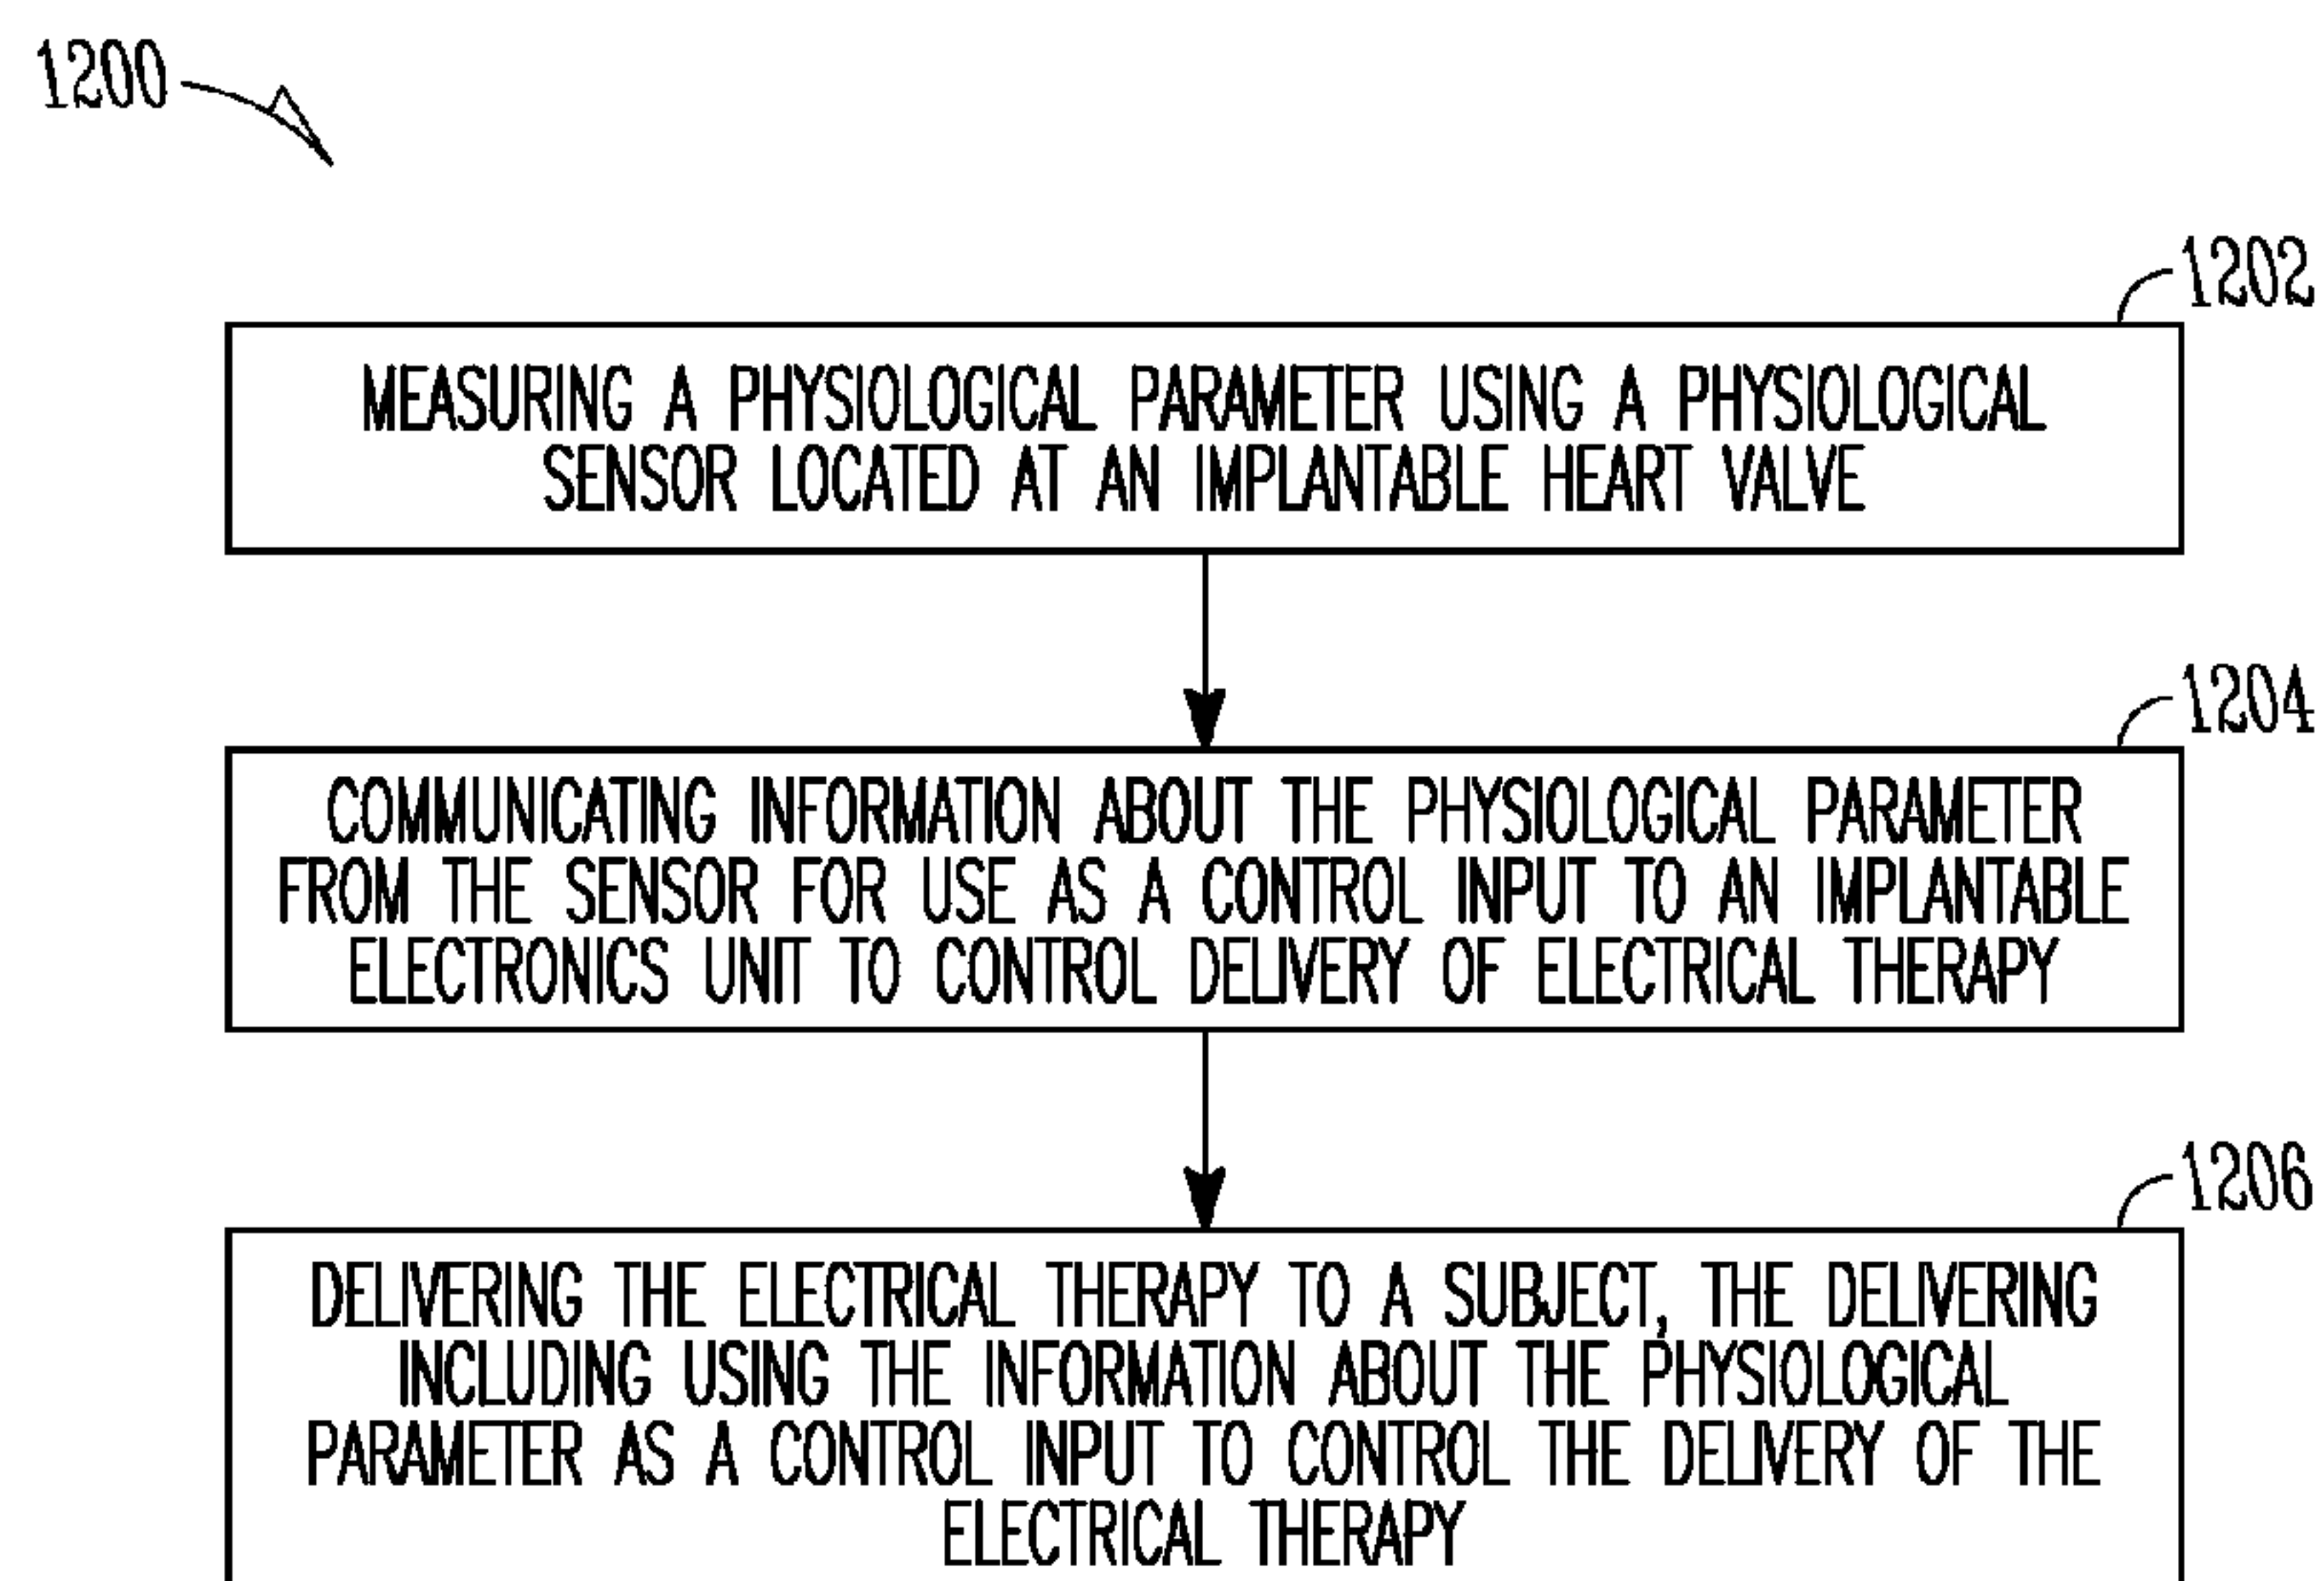 1200
1202
MEASURING A PHYSIOLOGICAL PARAMETER USING A PHYSIOLOGICAL
SENSOR LOCATED AT AN IMPLANTABLE HEART VALVE
1204
COMMUNICATING INFORMATION ABOUT THE PHYSIOLOGICAL PARAMETER
FROM THE SENSOR FOR USE AS A CONTROL INPUT TO AN IMPLANTABLE
ELECTRONICS UNIT TO CONTROL DELIVERY OF ELECTRICAL THERAPY
1206
DELIVERING THE ELECTRICAL THERAPY TO A SUBJECT, THE DELIVERING
INCLUDING USING THE INFORMATION ABOUT THE PHYSIOLOGICAL
PARAMETER AS A CONTROL INPUT TO CONTROL THE DELIVERY OF THE
ELECTRICAL THERAPY